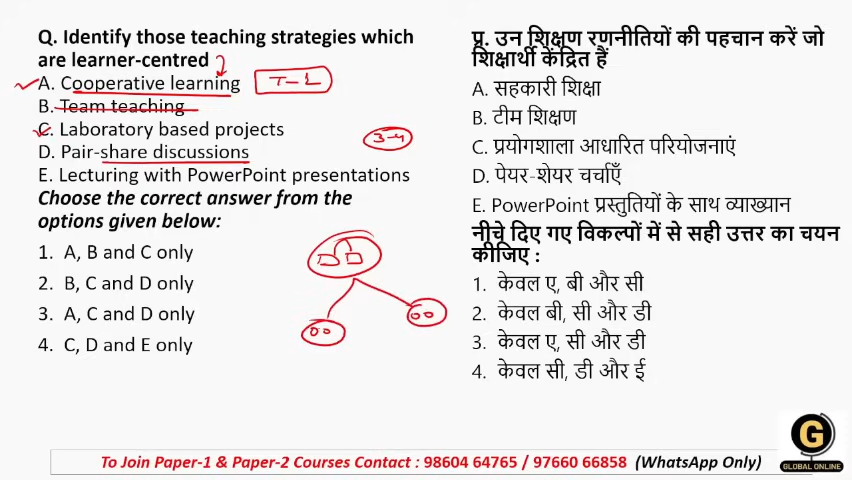 Q. Identify those teaching strategies which
are learner-centred
A. Cooperative learning T-L
B. Team teaching
C. Laboratory based projects
3-4
D. Pair-share discussions
E. Lecturing with PowerPoint presentations
Choose the correct answer from the
options given below:
1. A, B and C only
2. B, C and D only
3. A, C and D only
4. C, D and E only
प्र. उन शिक्षण रणनीतियों की पहचान करें जो
शिक्षार्थी केंद्रित हैं
A. सहकारी शिक्षा
B. टीम शिक्षण
C. प्रयोगशाला आधारित परियोजनाएं
D. पेयर-शेयर चर्चाएँ
E. PowerPoint प्रस्तुतियों के साथ व्याख्यान
नीचे दिए गए विकल्पों में से सही उत्तर का चयन
कीजिए :
1. केवल ए, बी और सी
2. केवल बी, सी और डी
3. केवल ए, सी और डी
4. केवल सी, डी और ई
G
GLOBAL ONLINE
To Join Paper-1 & Paper-2 Courses Contact : 98604 64765 / 97660 66858 (WhatsApp Only)